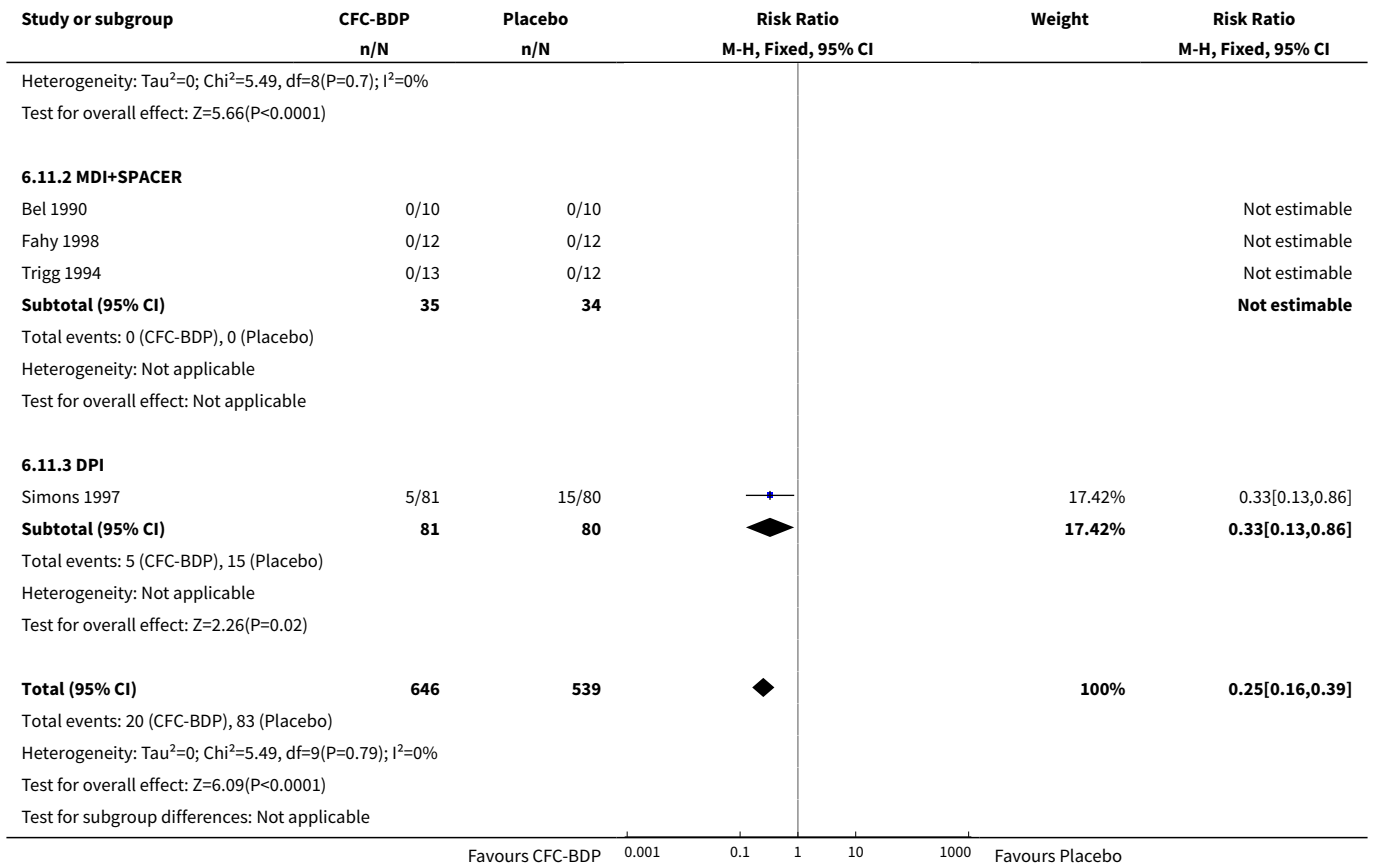 Study or subgroup CFC-BDP Placebo Risk Ratio Weight Risk Ratio
n/N n/N M-H, Fixed, 95% CI M-H, Fixed, 95% CI
Heterogeneity: Tau²=0; Chi²=5.49, df=8(P=0.7); I²=0%
Test for overall effect: Z=5.66(P<0.0001)
6.11.2 MDI+SPACER
Bel 1990 0/10 0/10 Not estimable
Fahy 1998 0/12 0/12 Not estimable
Trigg 1994 0/13 0/12 Not estimable
Subtotal (95% CI) 35 34 Not estimable
Total events: 0 (CFC-BDP), 0 (Placebo)
Heterogeneity: Not applicable
Test for overall effect: Not applicable
6.11.3 DPI
Simons 1997 5/81 15/80 17.42% 0.33[0.13,0.86]
Subtotal (95% CI) 81 80 17.42% 0.33[0.13,0.86]
Total events: 5 (CFC-BDP), 15 (Placebo)
Heterogeneity: Not applicable
Test for overall effect: Z=2.26(P=0.02)
Total (95% CI) 646 539 100% 0.25[0.16,0.39]
Total events: 20 (CFC-BDP), 83 (Placebo)
Heterogeneity: Tau²=0; Chi²=5.49, df=9(P=0.79); I²=0%
Test for overall effect: Z=6.09(P<0.0001)
Test for subgroup differences: Not applicable
Favours CFC-BDP 0.001 0.1 1 10 1000 Favours Placebo